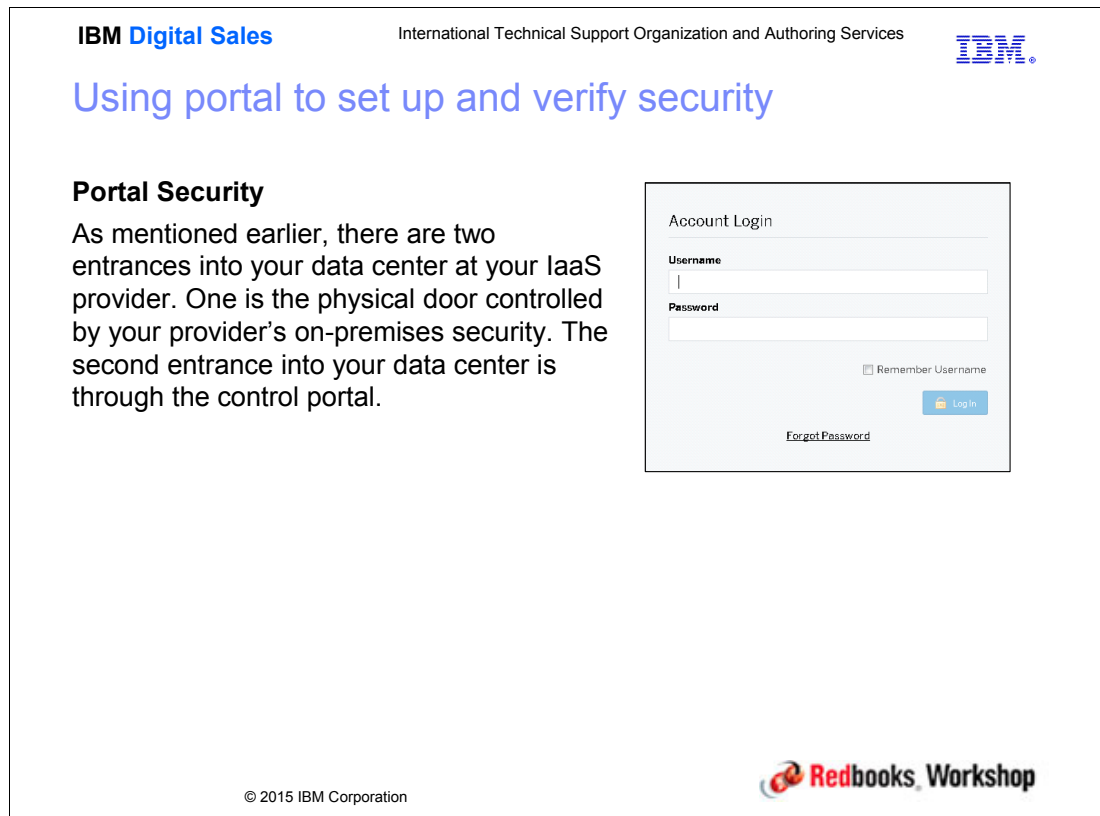 IBM Digital Sales
International Technical Support Organization and Authoring Services
IBM®
Using portal to set up and verify security
Portal Security
As mentioned earlier, there are two
entrances into your data center at your IaaS
provider. One is the physical door controlled
by your provider's on-premises security. The
second entrance into your data center is
through the control portal.
Account Login
Username
Password
Remember Username
Log In
Forgot Password
© 2015 IBM Corporation
Redbooks® Workshop